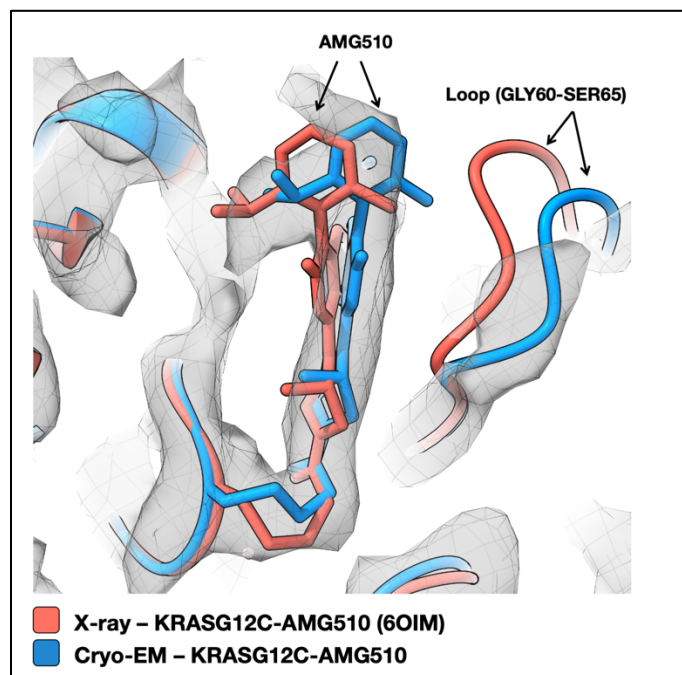 AMG510
Loop (GLY60-SER65)
X-ray – KRASG12C-AMG510 (6OIM)
Cryo-EM – KRASG12C-AMG510